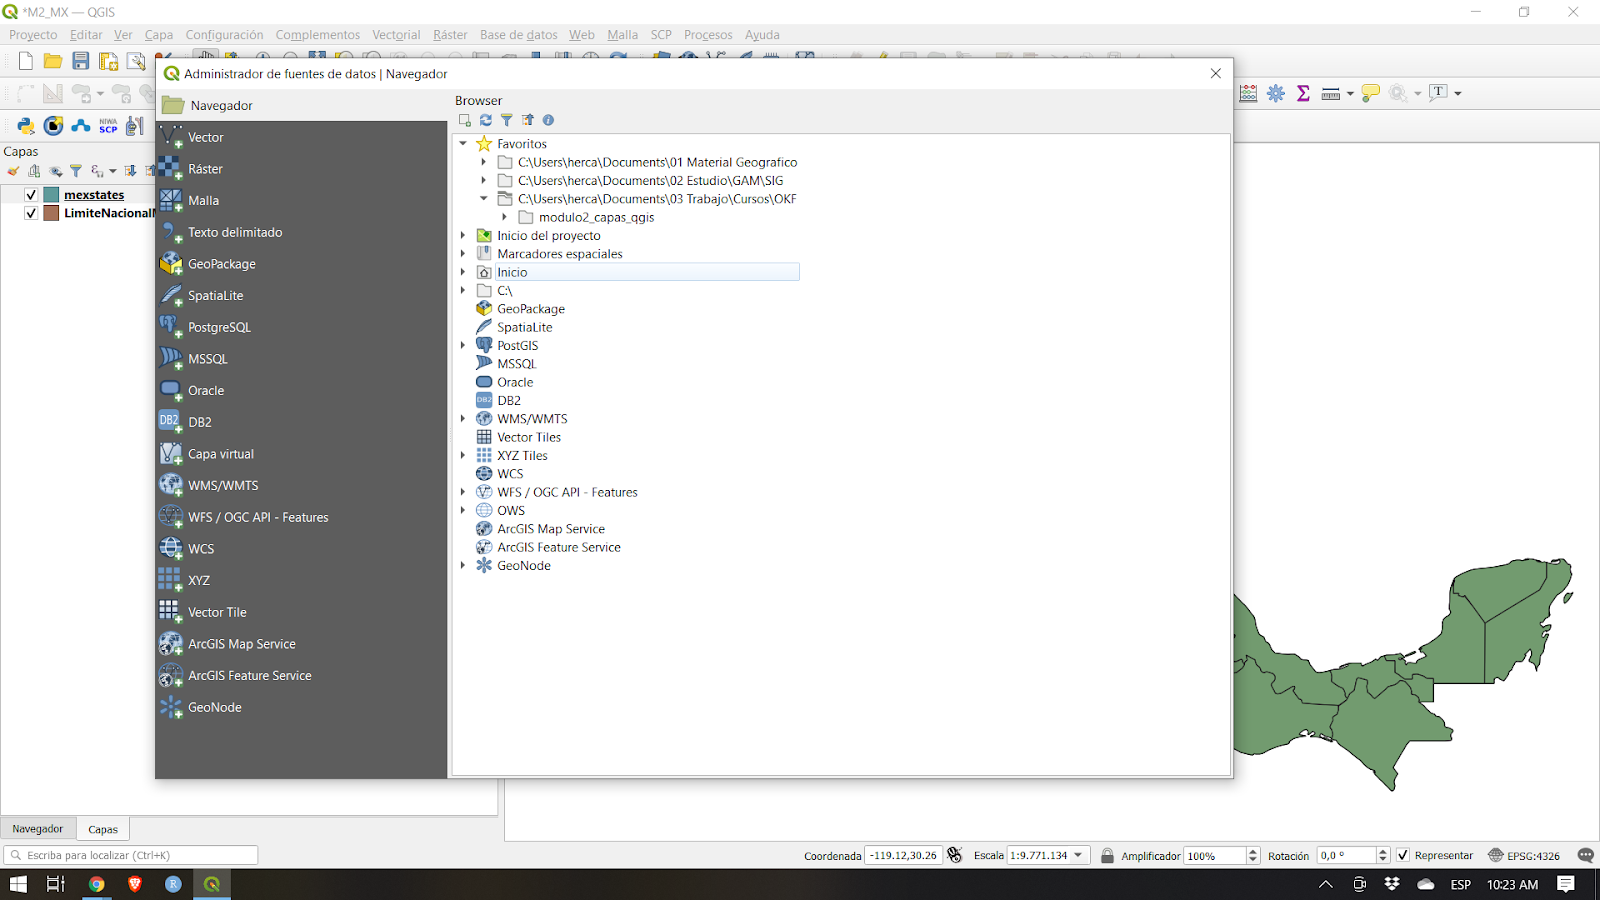 *M2_MX — QGIS
Proyecto Editar Ver Capa Configuración Complementos Vectorial Ráster Base de datos Web Malla SCP Procesos Ayuda
Administrador de fuentes de datos | Navegador
Navegador
Vector
Ráster
Malla
Texto delimitado
GeoPackage
SpatiaLite
PostgreSQL
MSSQL
Oracle
DB2 DB2
Capa virtual
WMS/WMTS
WFS / OGC API - Features
WCS
XYZ
Vector Tile
ArcGIS Map Service
ArcGIS Feature Service
GeoNode
Browser
Favoritos
C:\Users\herca\Documents\01 Material Geografico
C:\Users\herca\Documents\02 Estudio\GAM\SIG
C:\Users\herca\Documents\03 Trabajo\Cursos\OKF
modulo2_capas_qgis
Inicio del proyecto
Marcadores espaciales
Inicio
C:\
GeoPackage
SpatiaLite
PostGIS
MSSQL
Oracle
DB2 DB2
WMS/WMTS
Vector Tiles
XYZ Tiles
WCS
WFS / OGC API - Features
OWS
ArcGIS Map Service
ArcGIS Feature Service
GeoNode
NIWA
SCP
Capas
mexstates
LimiteNacional
Navegador Capas
Escriba para localizar (Ctrl+K)
Coordenada -119.12,30.26 Escala 1:9.771.134 Amplificador 100% Rotación 0,0 ° Representar EPSG:4326
ESP 10:23 AM